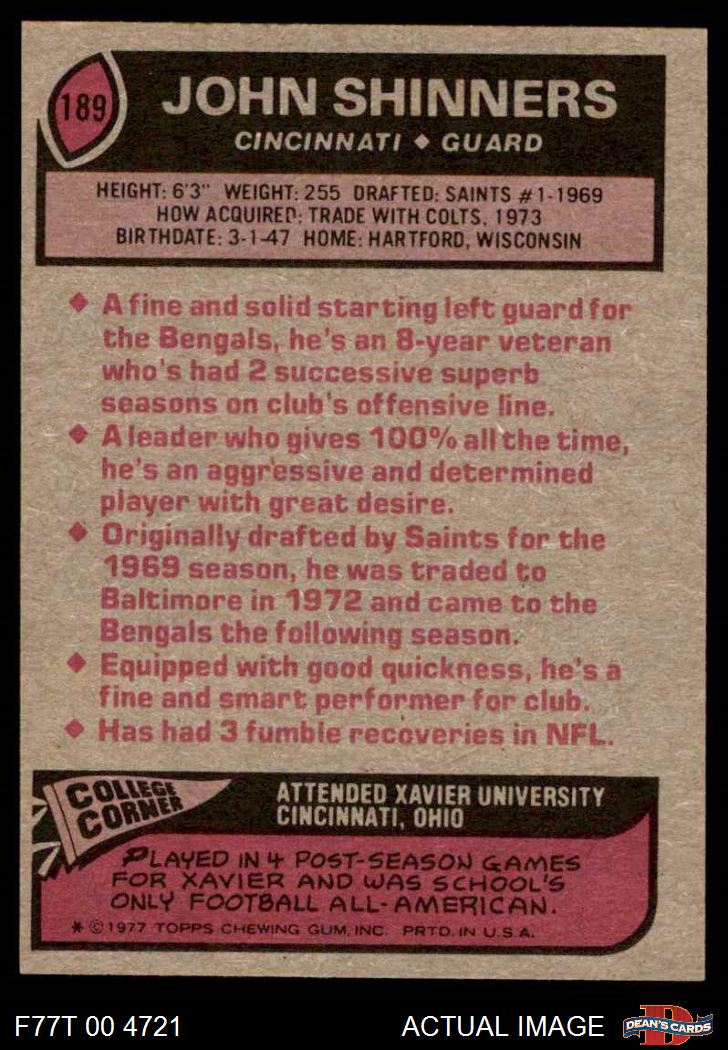 189
JOHN SHINNERS
CINCINNATI ♦ GUARD
HEIGHT: 6'3" WEIGHT: 255 DRAFTED: SAINTS #1-1969
HOW ACQUIRED: TRADE WITH COLTS, 1973
BIRTHDATE: 3-1-47 HOME: HARTFORD, WISCONSIN
♦ A fine and solid starting left guard for
the Bengals, he's an 8-year veteran
who's had 2 successive superb
seasons on club's offensive line.
♦ A leader who gives 100% all the time,
he's an aggressive and determined
player with great desire.
♦ Originally drafted by Saints for the
1969 season, he was traded to
Baltimore in 1972 and came to the
Bengals the following season.
♦ Equipped with good quickness, he's a
fine and smart performer for club.
♦ Has had 3 fumble recoveries in NFL.
COLLEGE
CORNER
ATTENDED XAVIER UNIVERSITY
CINCINNATI, OHIO
PLAYED IN 4 POST-SEASON GAMES
FOR XAVIER AND WAS SCHOOL'S
ONLY FOOTBALL ALL-AMERICAN.
* © 1977 TOPPS CHEWING GUM, INC. PRTD. IN U.S.A.
F77T 00 4721 ACTUAL IMAGE
DEAN'S CARDS